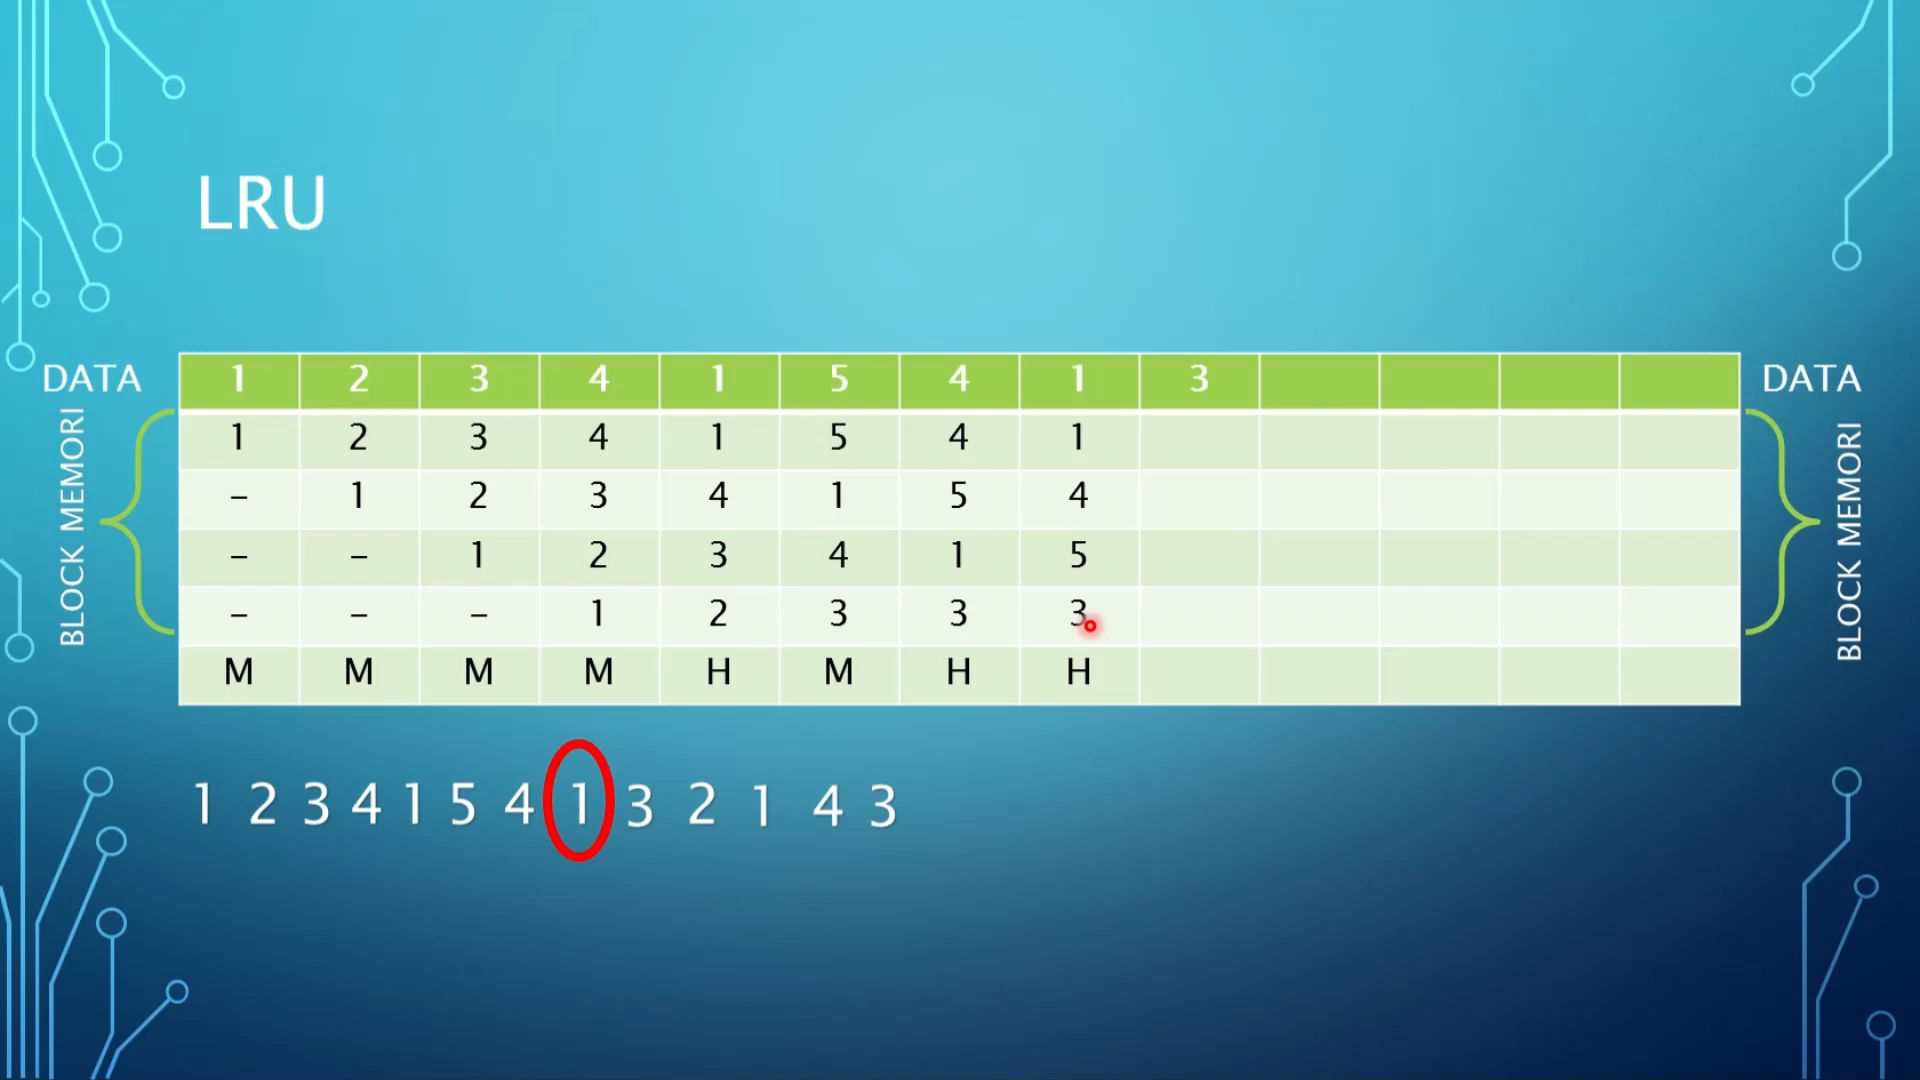 LRU
DATA 1 2 3 4 1 5 4 1 3 DATA
BLOCK MEMORI
1 2 3 4 1 5 4 1
– 1 2 3 4 1 5 4
– – 1 2 3 4 1 5
– – – 1 2 3 3 3
M M M M H M H H
BLOCK MEMORI
1 2 3 4 1 5 4 1 3 2 1 4 3